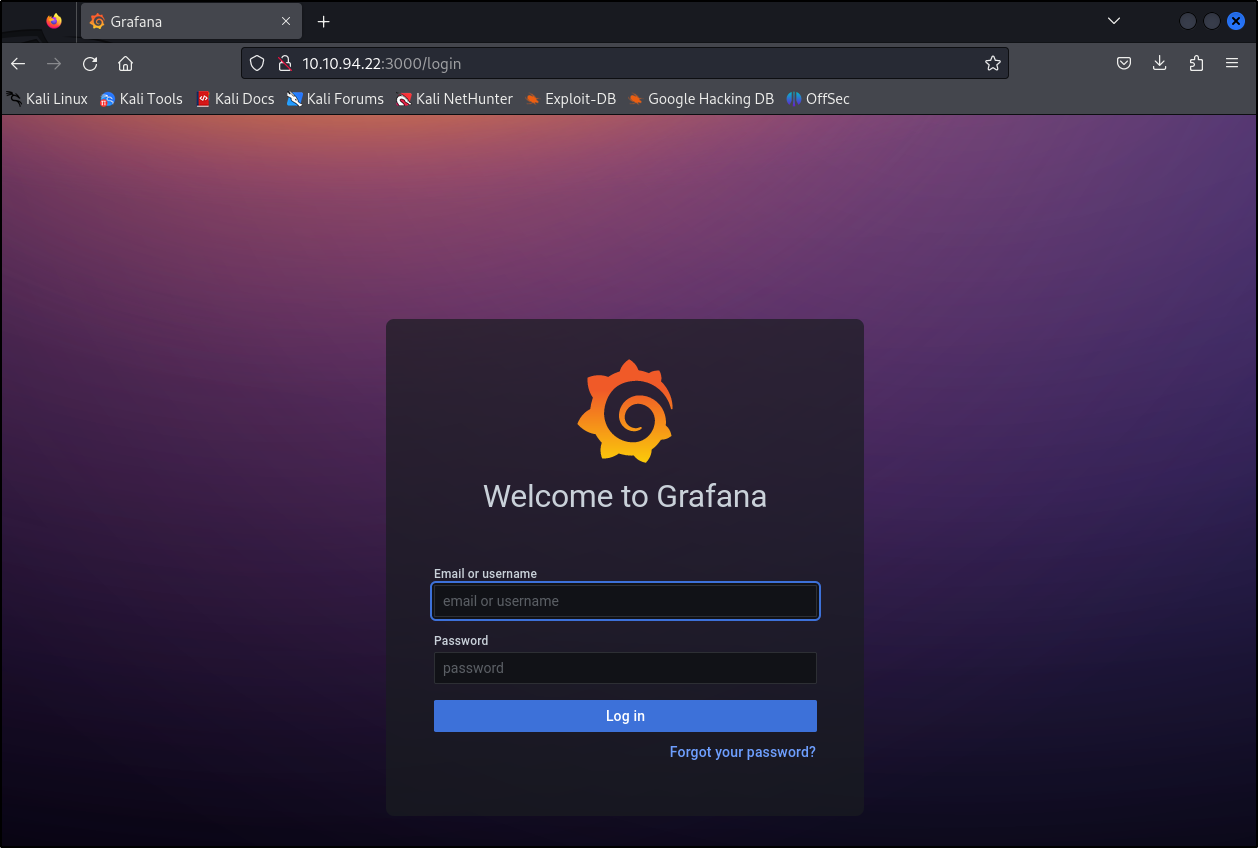 Grafana
10.10.94.22:3000/login
Kali Linux Kali Tools Kali Docs Kali Forums Kali NetHunter Exploit-DB Google Hacking DB OffSec
Welcome to Grafana
Email or username
email or username
Password
password
Log in
Forgot your password?